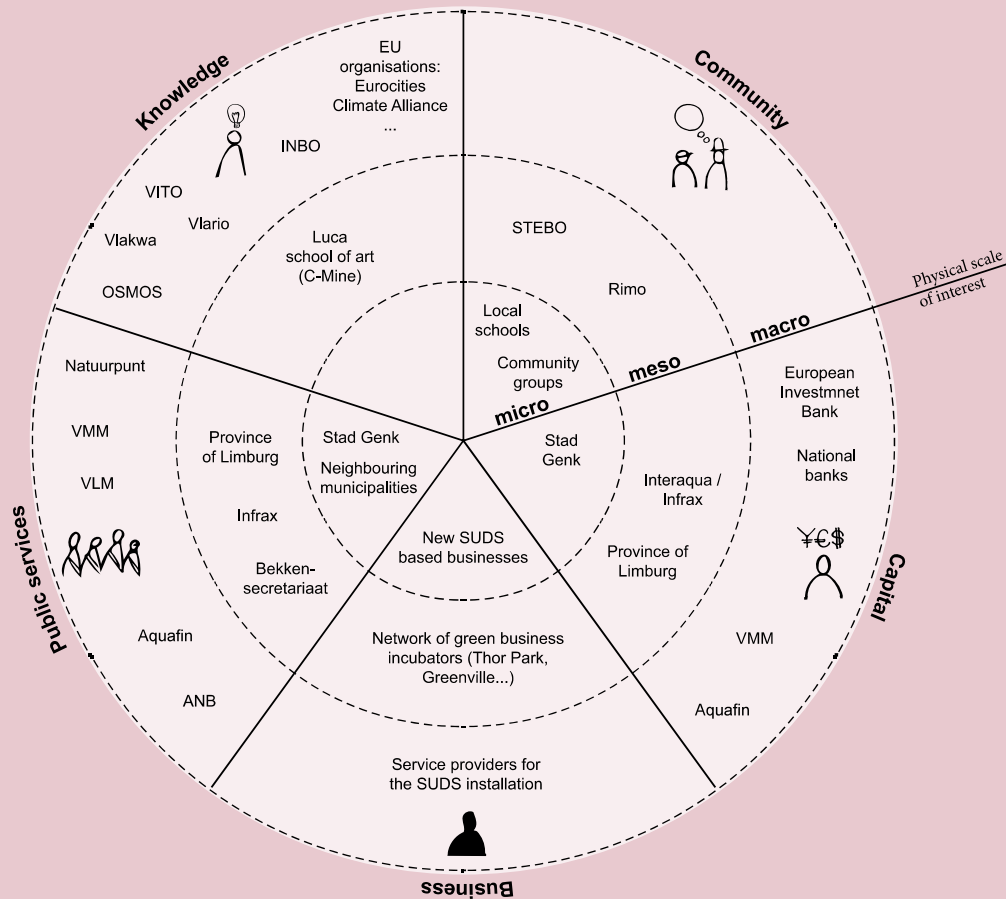 Knowledge
EU
organisations:
Eurocities
Climate Alliance
...
INBO
VITO
Vlario
Vlakwa
OSMOS
Luca
school of art
(C-Mine)
Community
STEBO
Rimo
Local
schools
Community
groups
Physical scale
of interest
macro
meso
micro
Capital
European
Investmnet
Bank
National
banks
¥€$
VMM
Aquafin
Interaqua /
Infrax
Province of
Limburg
Stad
Genk
Business
New SUDS
based businesses
Network of green business
incubators (Thor Park,
Greenville...)
Service providers for
the SUDS installation
Public services
Natuurpunt
VMM
VLM
Aquafin
ANB
Province
of Limburg
Infrax
Bekken-
secretariaat
Stad Genk
Neighbouring
municipalities